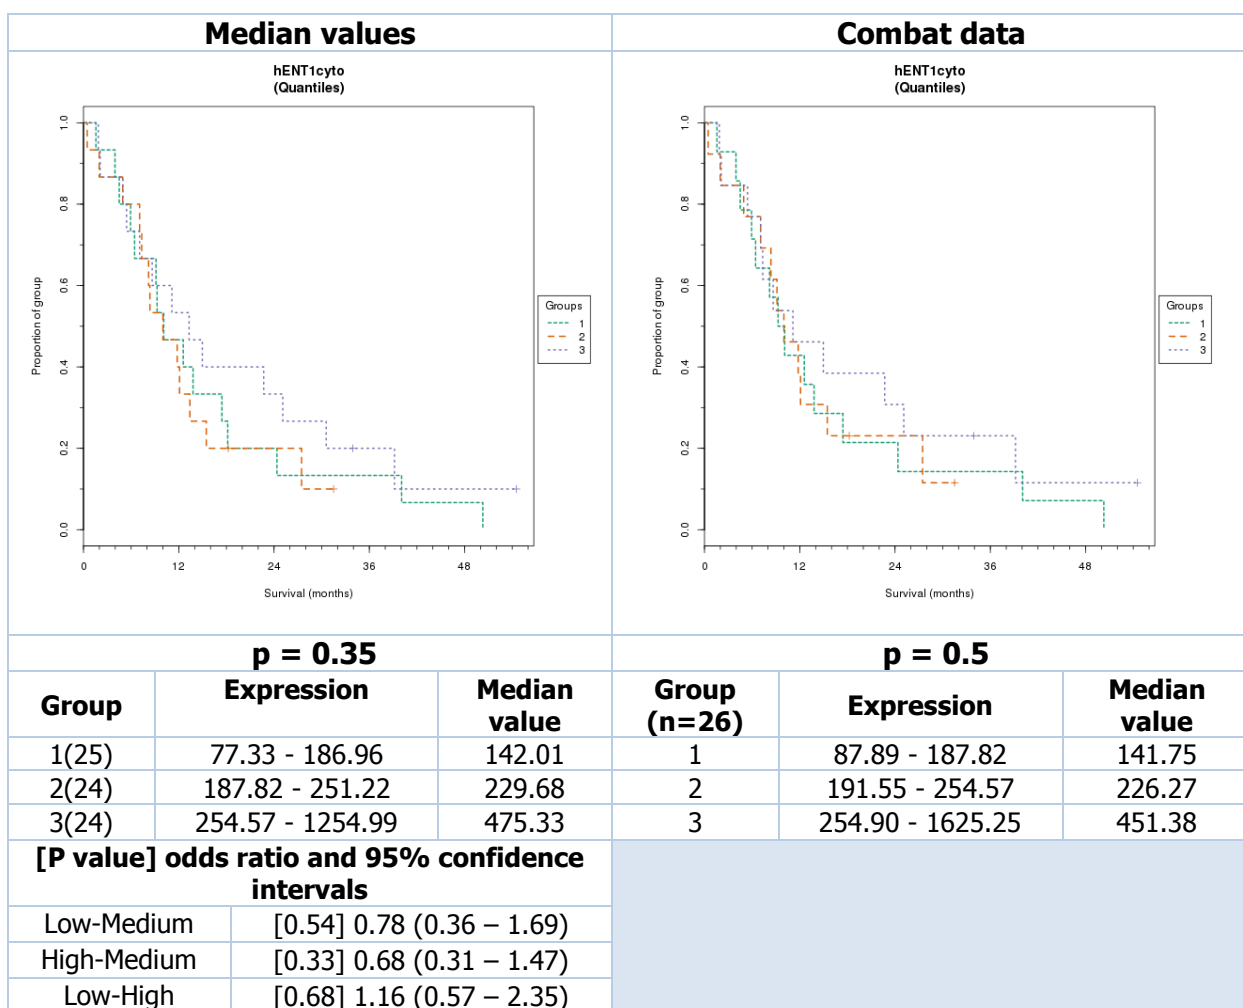 Median values
Combat data
hENT1cyto
(Quantiles)
Proportion of group
1.0
0.8
0.6
0.4
0.2
0.0
0 12 24 36 48
Survival (months)
Groups
1
2
3
hENT1cyto
(Quantiles)
Proportion of group
1.0
0.8
0.6
0.4
0.2
0.0
0 12 24 36 48
Survival (months)
Groups
1
2
3
p = 0.35
p = 0.5
Group Expression Median value
Group (n=26) Expression Median value
1(25) 77.33 - 186.96 142.01 1 87.89 - 187.82 141.75
2(24) 187.82 - 251.22 229.68 2 191.55 - 254.57 226.27
3(24) 254.57 - 1254.99 475.33 3 254.90 - 1625.25 451.38
[P value] odds ratio and 95% confidence
intervals
Low-Medium [0.54] 0.78 (0.36 – 1.69)
High-Medium [0.33] 0.68 (0.31 – 1.47)
Low-High [0.68] 1.16 (0.57 – 2.35)